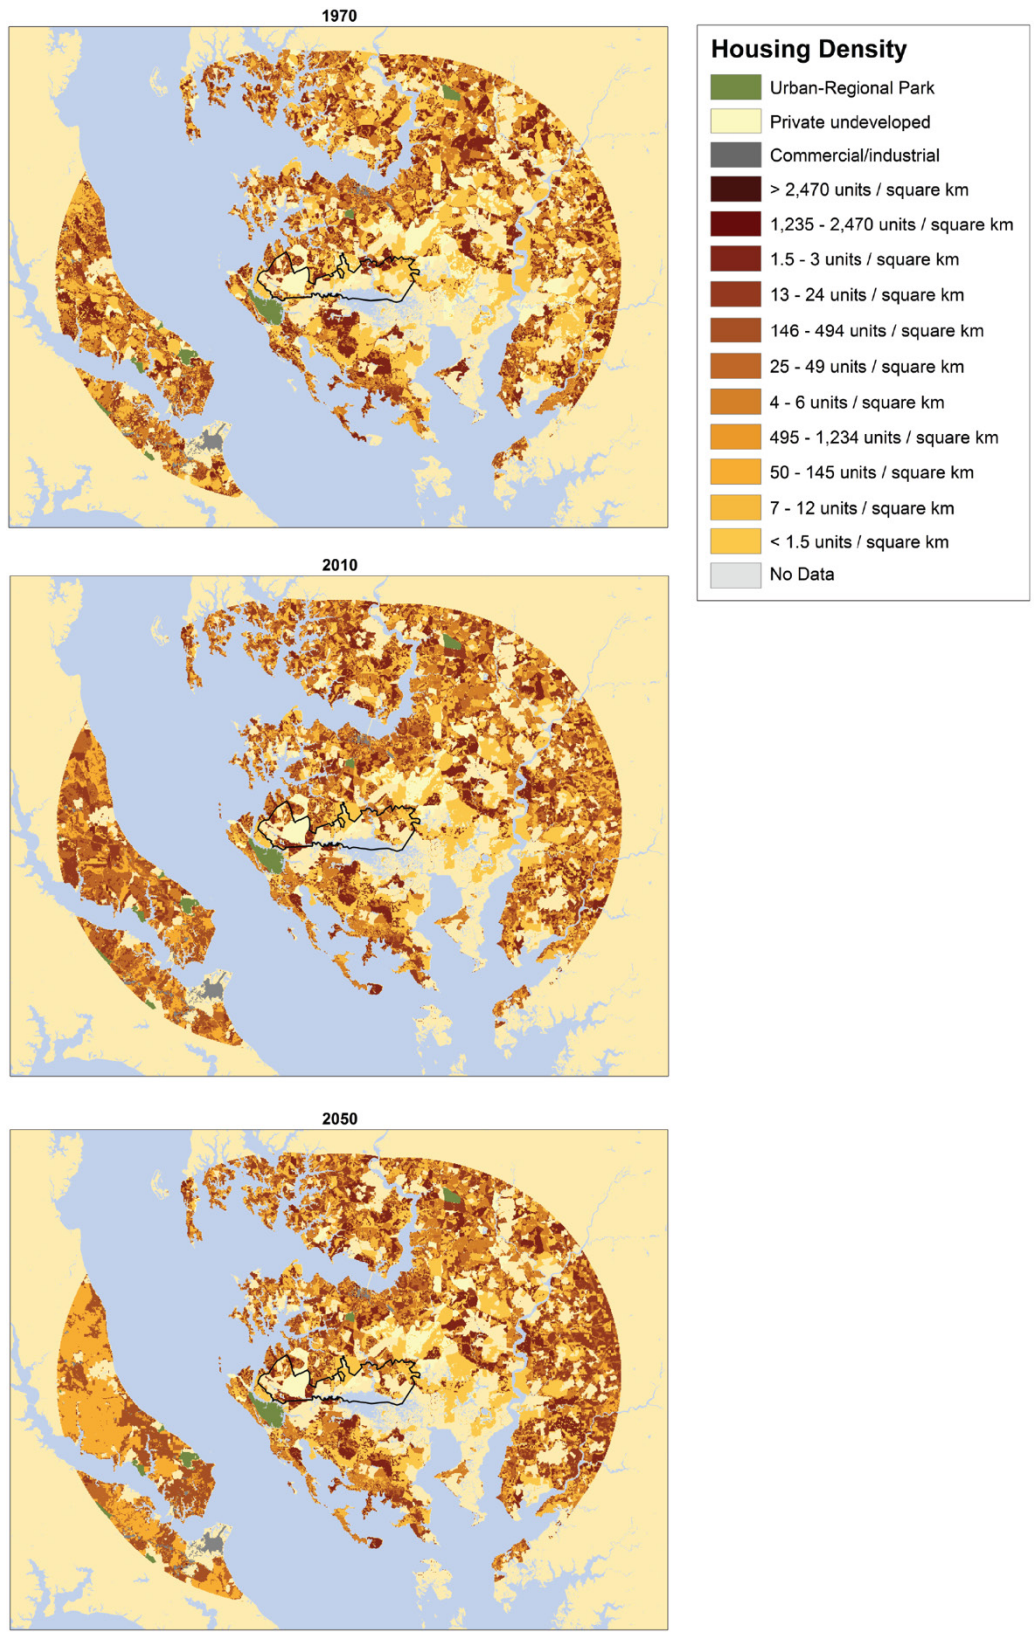 1970
Housing Density
Urban-Regional Park
Private undeveloped
Commercial/industrial
> 2,470 units / square km
1,235 - 2,470 units / square km
1.5 - 3 units / square km
13 - 24 units / square km
146 - 494 units / square km
25 - 49 units / square km
4 - 6 units / square km
495 - 1,234 units / square km
50 - 145 units / square km
7 - 12 units / square km
< 1.5 units / square km
No Data
2010
2050